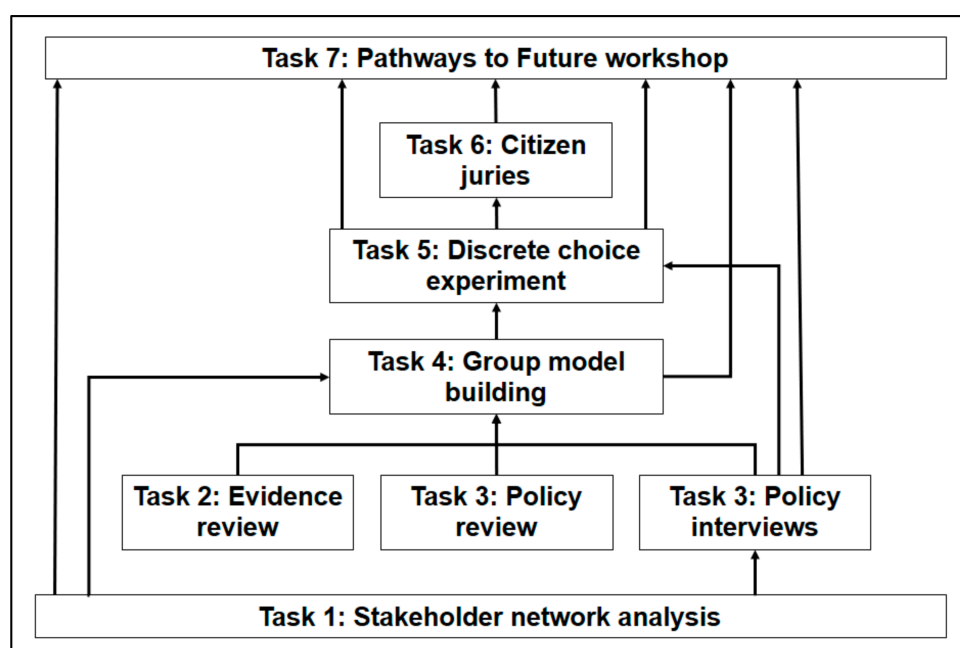 Task 7: Pathways to Future workshop
Task 6: Citizen
juries
Task 5: Discrete choice
experiment
Task 4: Group model
building
Task 2: Evidence
review
Task 3: Policy
review
Task 3: Policy
interviews
Task 1: Stakeholder network analysis